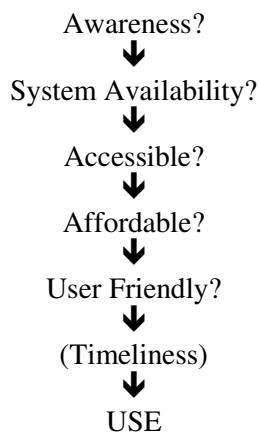 Awareness?
System Availability?
Accessible?
Affordable?
User Friendly?
(Timeliness)
USE